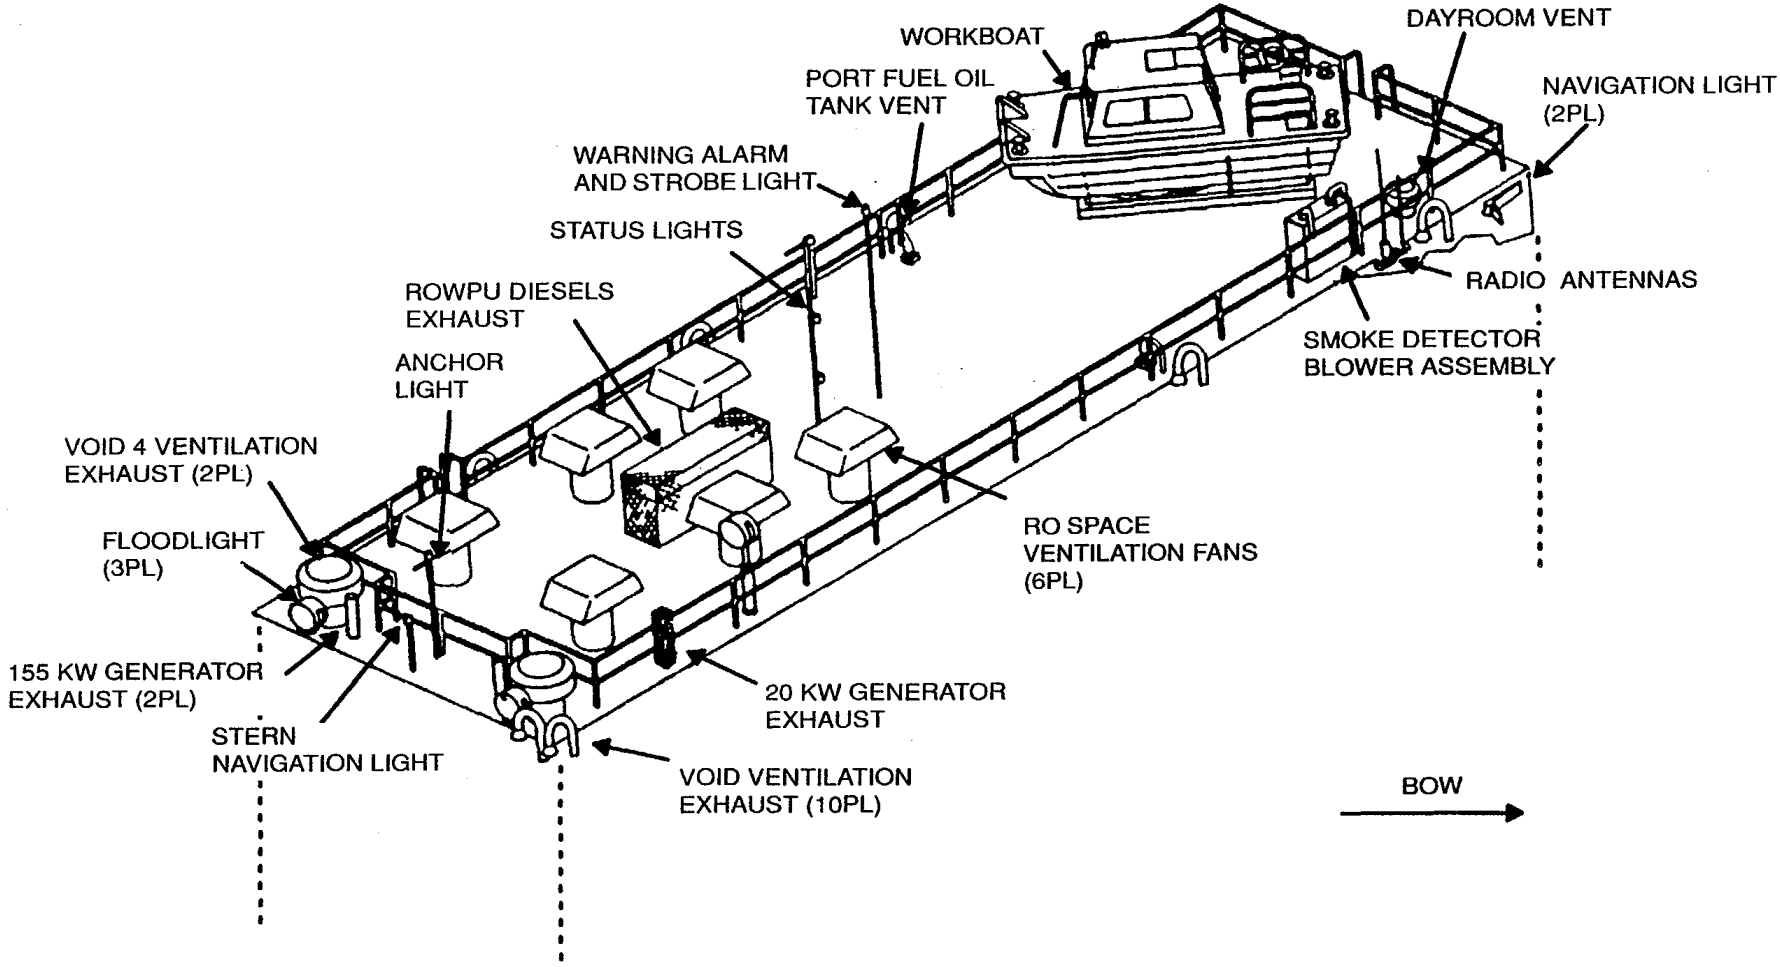 DAYROOM VENT
WORKBOAT
PORT FUEL OIL
TANK VENT
NAVIGATION LIGHT
(2PL)
WARNING ALARM
AND STROBE LIGHT
STATUS LIGHTS
ROWPU DIESELS
EXHAUST
RADIO ANTENNAS
SMOKE DETECTOR
BLOWER ASSEMBLY
ANCHOR
LIGHT
VOID 4 VENTILATION
EXHAUST (2PL)
FLOODLIGHT
(3PL)
RO SPACE
VENTILATION FANS
(6PL)
155 KW GENERATOR
EXHAUST (2PL)
20 KW GENERATOR
EXHAUST
STERN
NAVIGATION LIGHT
VOID VENTILATION
EXHAUST (10PL)
BOW